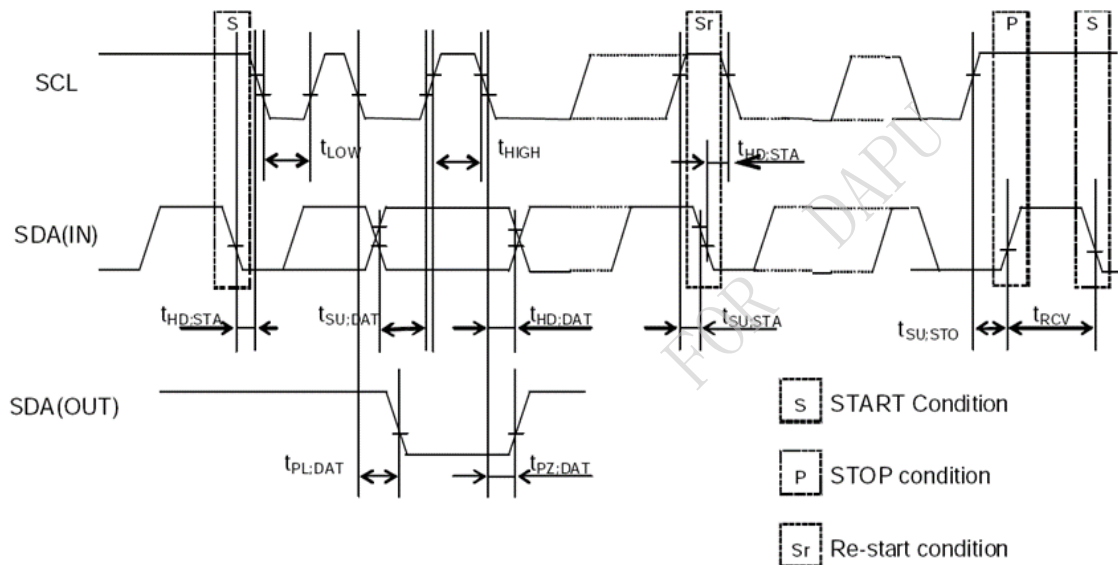 S Sr P S
SCL
tLOW tHIGH tHD;STA
SDA(IN)
tHD;STA tSU;DAT tHD;DAT tSU;STA tSU;STO tRCV
SDA(OUT)
tPL;DAT tPZ;DAT
S START Condition
P STOP condition
Sr Re-start condition
FOR DAPU